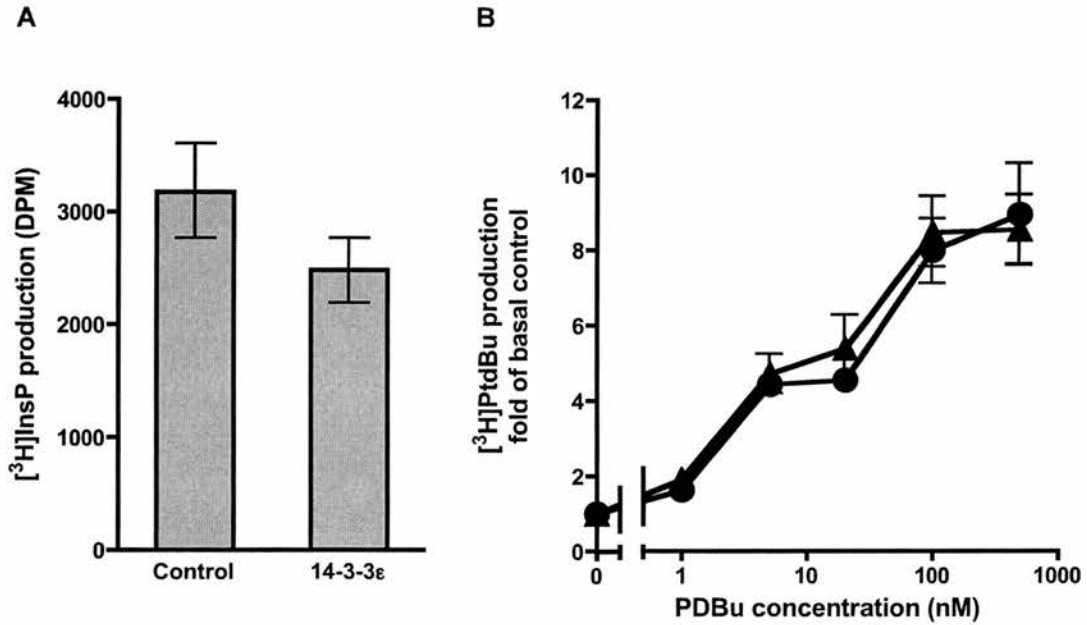 A
B
[³H]InsP production (DPM)
4000
3000
2000
1000
0
Control
14-3-3ε
[³H]PtdBu production
fold of basal control
12
10
8
6
4
2
0
0
1
10
100
1000
PDBu concentration (nM)